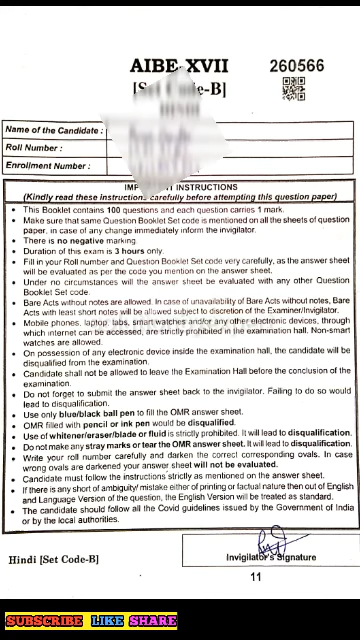 AIBE-XVII
260566
[Set Code-B]
HINDI
Name of the Candidate :
Roll Number :
Enrollment Number :
IMPORTANT INSTRUCTIONS
(Kindly read these instructions carefully before attempting this question paper)
• This Booklet contains 100 questions and each question carries 1 mark.
• Make sure that same Question Booklet Set code is mentioned on all the sheets of question
paper, in case of any change immediately inform the invigilator.
• There is no negative marking.
• Duration of this exam is 3 hours only.
• Fill in your Roll number and Question Booklet Set code very carefully, as the answer sheet
will be evaluated as per the code you mention on the answer sheet.
• Under no circumstances will the answer sheet be evaluated with any other Question
Booklet Set code.
• Bare Acts without notes are allowed. In case of unavailability of Bare Acts without notes, Bare
Acts with least short notes will be allowed subject to discretion of the Examiner/Invigilator.
• Mobile phones, laptop, tabs, smart watches and/or any other electronic devices, through
which internet can be accessed, are strictly prohibited in the examination hall. Non-smart
watches are allowed.
• On possession of any electronic device inside the examination hall, the candidate will be
disqualified from the examination.
• Candidate shall not be allowed to leave the Examination Hall before the conclusion of the
examination.
• Do not forget to submit the answer sheet back to the invigilator. Failing to do so would
lead to disqualification.
• Use only blue/black ball pen to fill the OMR answer sheet.
• OMR filled with pencil or ink pen would be disqualified.
• Use of whitener/eraser/blade or fluid is strictly prohibited. It will lead to disqualification.
• Do not make any stray marks or tear the OMR answer sheet. It will lead to disqualification.
• Write your roll number carefully and darken the correct corresponding ovals. In case
wrong ovals are darkened your answer sheet will not be evaluated.
• Candidate must follow the instructions strictly as mentioned on the answer sheet.
• If there is any short of ambiguity/ mistake either of printing or factual nature then out of English
and Language Version of the question, the English Version will be treated as standard.
• The candidate should follow all the Covid guidelines issued by the Government of India
or by the local authorities.
Hindi [Set Code-B]
Invigilator's Signature
11
SUBSCRIBE LIKE SHARE